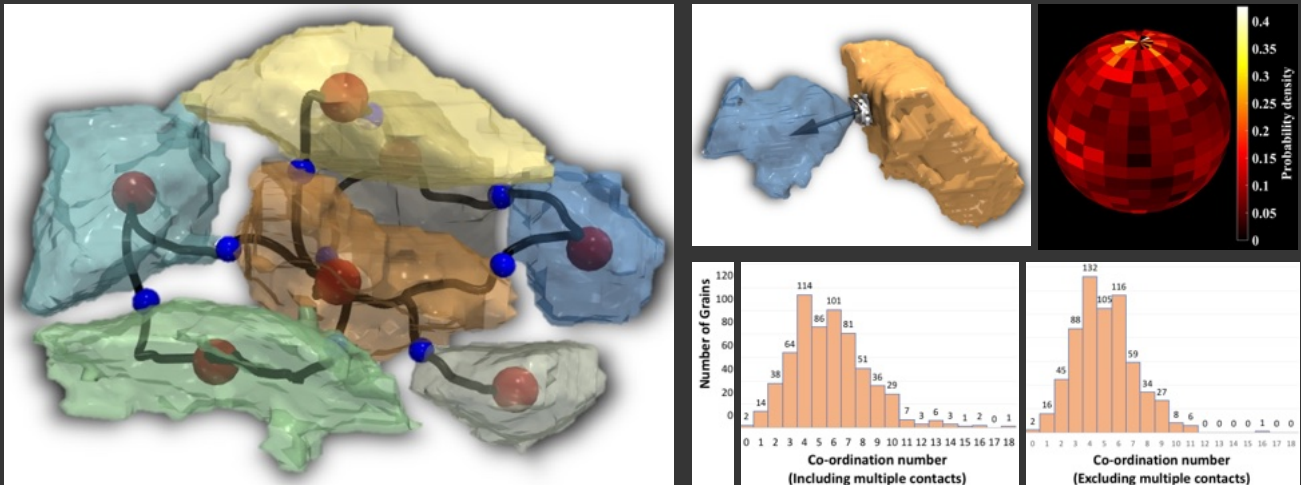 0.4
0.35
0.3
0.25
0.2
0.15
0.1
0.05
0
Probability density
Number of Grains
120
100
80
60
40
20
0
2 14 38 64 114 86 101 81 51 36 29 7 3 6 3 1 2 0 1
0 1 2 3 4 5 6 7 8 9 10 11 12 13 14 15 16 17 18
Co-ordination number
(Including multiple contacts)
2 16 45 88 132 105 116 59 34 27 8 6 0 0 0 0 1 0 0
0 1 2 3 4 5 6 7 8 9 10 11 12 13 14 15 16 17 18
Co-ordination number
(Excluding multiple contacts)